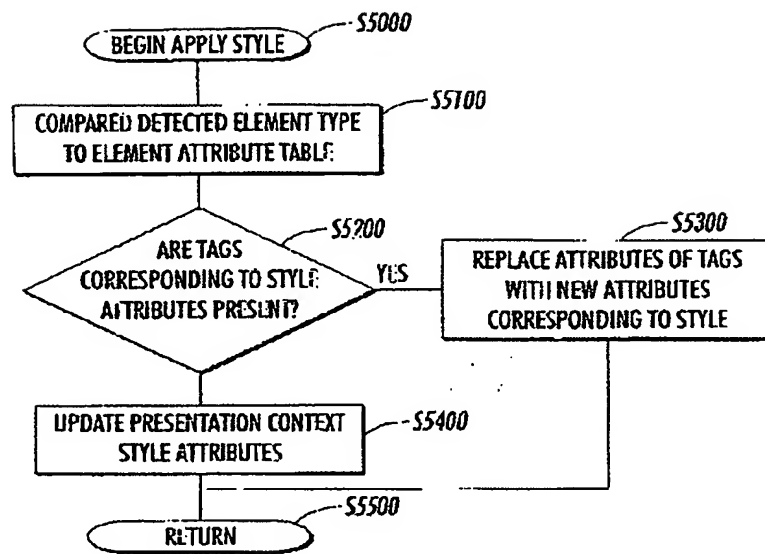 BEGIN APPLY STYLE
S5000
S5100
COMPARED DETECTED ELEMENT TYPE
TO ELEMENT ATTRIBUTE TABLE
S5200
ARE TAGS
CORRESPONDING TO STYLE
ATTRIBUTES PRESENT?
YES
S5300
REPLACE ATTRIBUTES OF TAGS
WITH NEW ATTRIBUTES
CORRESPONDING TO STYLE
UPDATE PRESENTATION CONTEXT
STYLE ATTRIBUTES
S5400
S5500
RETURN